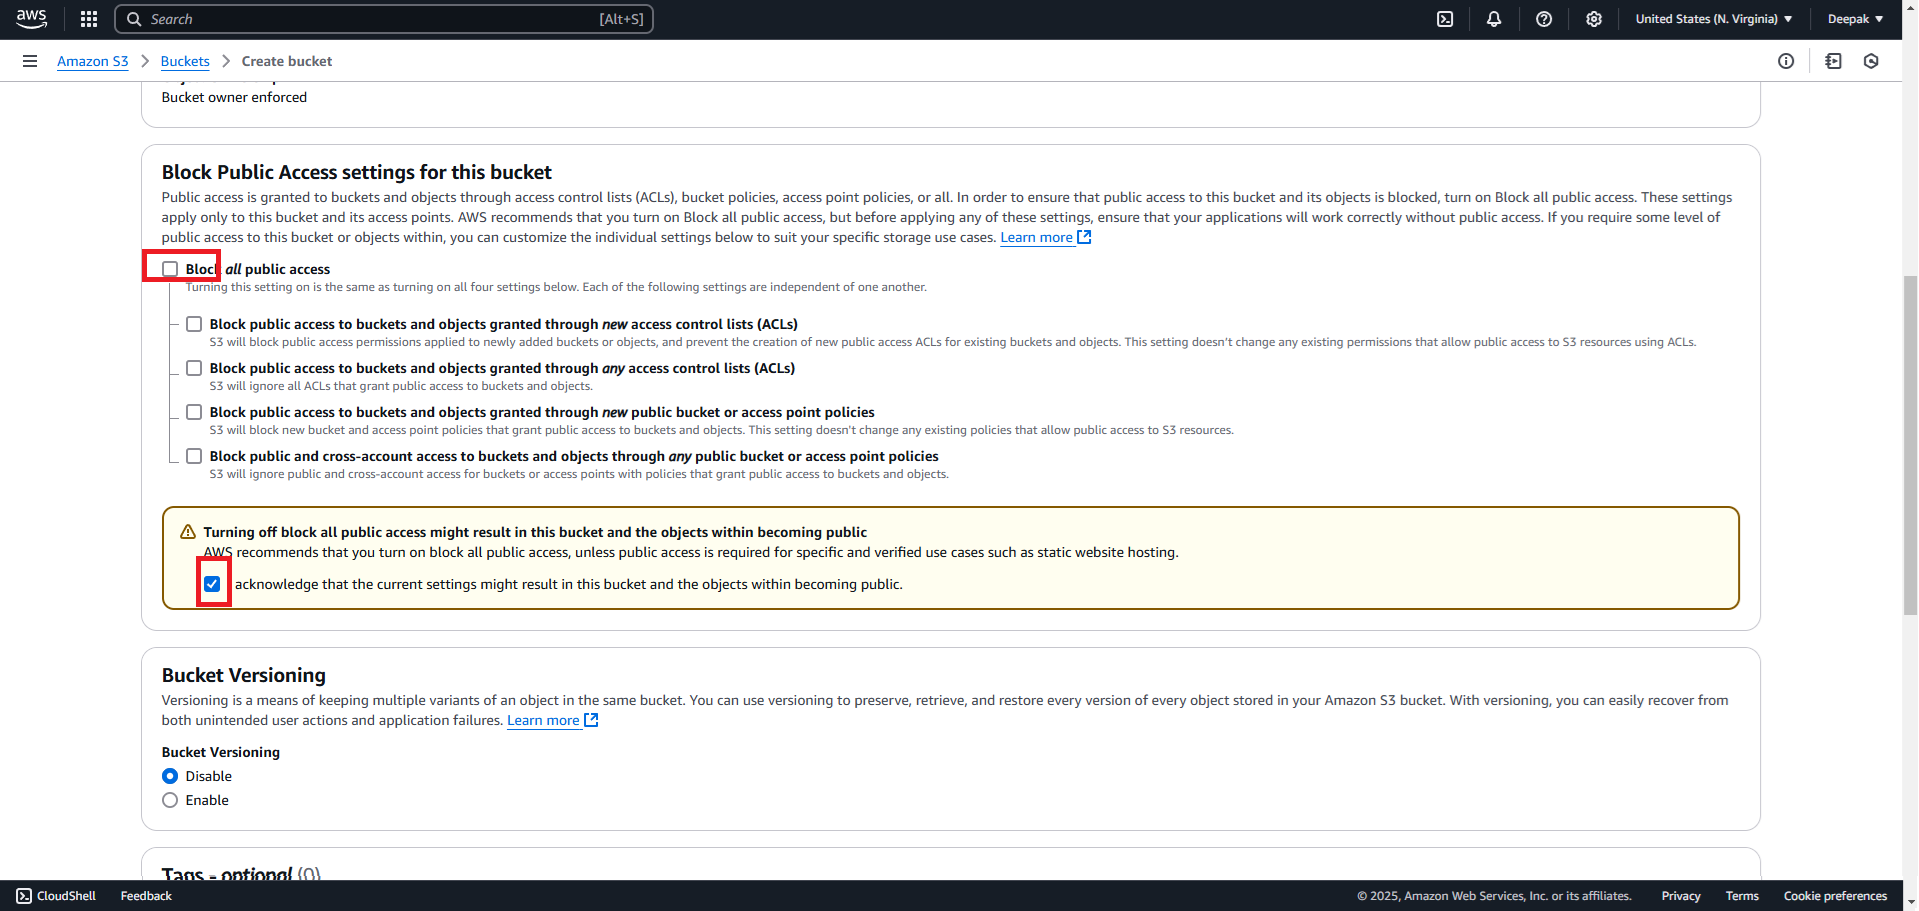 aws
Search
[Alt+S]
United States (N. Virginia)
Deepak
Amazon S3
Buckets
Create bucket
Bucket owner enforced
Block Public Access settings for this bucket
Public access is granted to buckets and objects through access control lists (ACLs), bucket policies, access point policies, or all. In order to ensure that public access to this bucket and its objects is blocked, turn on Block all public access. These settings
apply only to this bucket and its access points. AWS recommends that you turn on Block all public access, but before applying any of these settings, ensure that your applications will work correctly without public access. If you require some level of
public access to this bucket or objects within, you can customize the individual settings below to suit your specific storage use cases. Learn more
Block all public access
Turning this setting on is the same as turning on all four settings below. Each of the following settings are independent of one another.
Block public access to buckets and objects granted through new access control lists (ACLs)
S3 will block public access permissions applied to newly added buckets or objects, and prevent the creation of new public access ACLs for existing buckets and objects. This setting doesn't change any existing permissions that allow public access to S3 resources using ACLs.
Block public access to buckets and objects granted through any access control lists (ACLs)
S3 will ignore all ACLs that grant public access to buckets and objects.
Block public access to buckets and objects granted through new public bucket or access point policies
S3 will block new bucket and access point policies that grant public access to buckets and objects. This setting doesn't change any existing policies that allow public access to S3 resources.
Block public and cross-account access to buckets and objects through any public bucket or access point policies
S3 will ignore public and cross-account access for buckets or access points with policies that grant public access to buckets and objects.
Turning off block all public access might result in this bucket and the objects within becoming public
AWS recommends that you turn on block all public access, unless public access is required for specific and verified use cases such as static website hosting.
acknowledge that the current settings might result in this bucket and the objects within becoming public.
Bucket Versioning
Versioning is a means of keeping multiple variants of an object in the same bucket. You can use versioning to preserve, retrieve, and restore every version of every object stored in your Amazon S3 bucket. With versioning, you can easily recover from
both unintended user actions and application failures. Learn more
Bucket Versioning
Disable
Enable
Tags - optional (0)
CloudShell
Feedback
© 2025, Amazon Web Services, Inc. or its affiliates.
Privacy
Terms
Cookie preferences